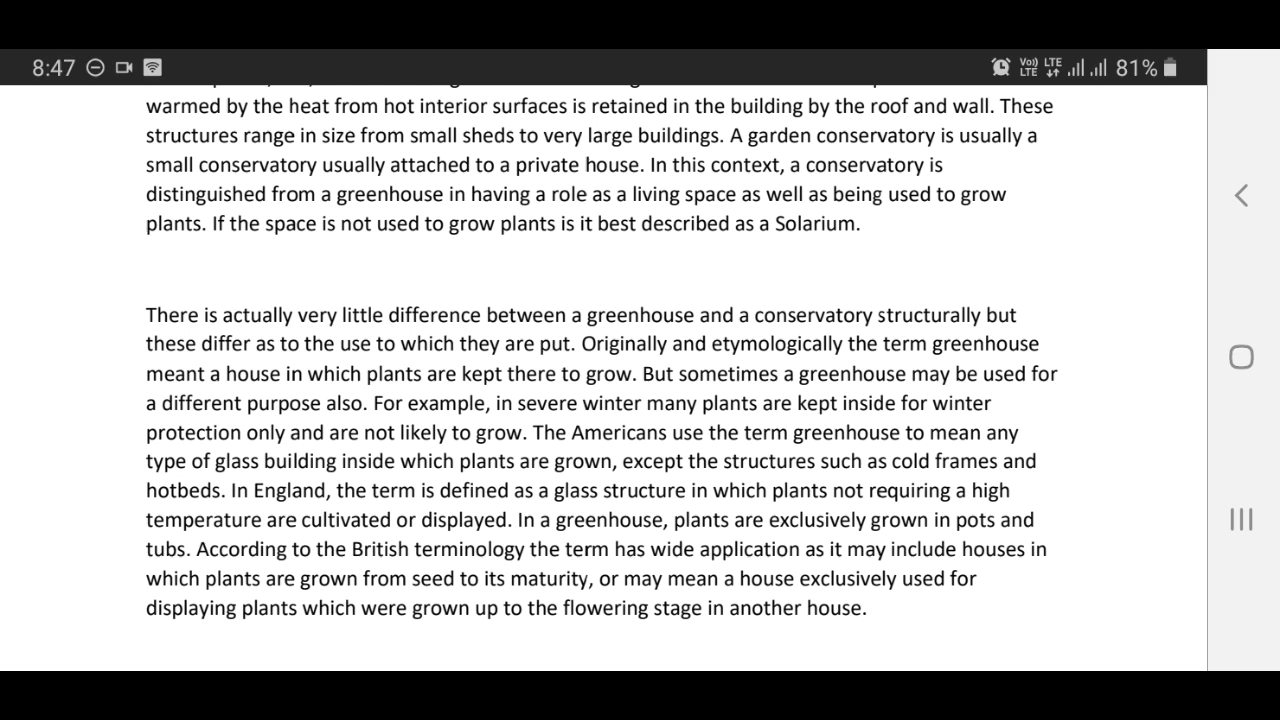 8:47
Vo) LTE LTE 81%
warmed by the heat from hot interior surfaces is retained in the building by the roof and wall. These
structures range in size from small sheds to very large buildings. A garden conservatory is usually a
small conservatory usually attached to a private house. In this context, a conservatory is
distinguished from a greenhouse in having a role as a living space as well as being used to grow
plants. If the space is not used to grow plants is it best described as a Solarium.
There is actually very little difference between a greenhouse and a conservatory structurally but
these differ as to the use to which they are put. Originally and etymologically the term greenhouse
meant a house in which plants are kept there to grow. But sometimes a greenhouse may be used for
a different purpose also. For example, in severe winter many plants are kept inside for winter
protection only and are not likely to grow. The Americans use the term greenhouse to mean any
type of glass building inside which plants are grown, except the structures such as cold frames and
hotbeds. In England, the term is defined as a glass structure in which plants not requiring a high
temperature are cultivated or displayed. In a greenhouse, plants are exclusively grown in pots and
tubs. According to the British terminology the term has wide application as it may include houses in
which plants are grown from seed to its maturity, or may mean a house exclusively used for
displaying plants which were grown up to the flowering stage in another house.